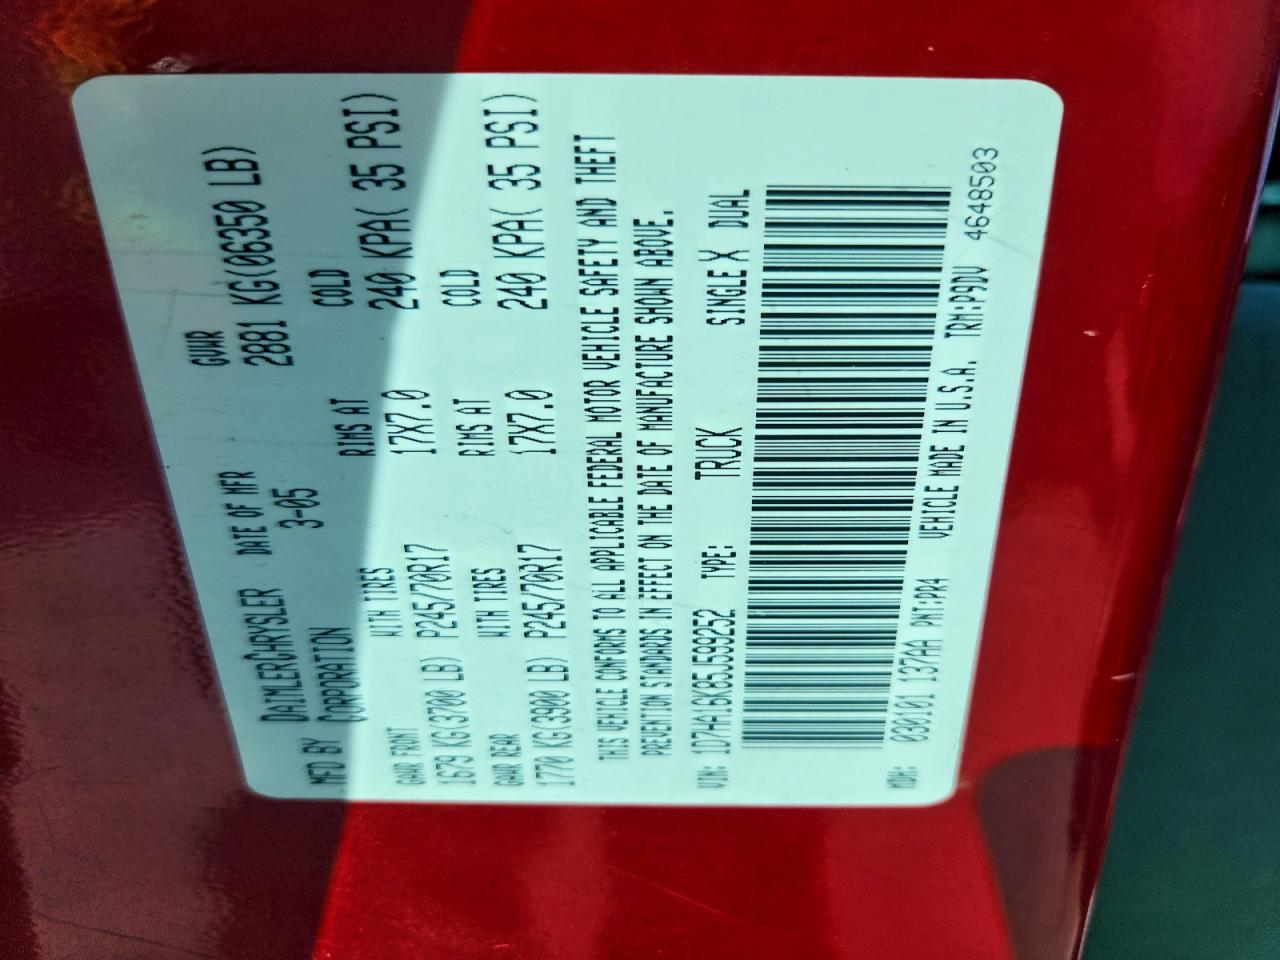 MFD BY DAIMLERCHRYSLER CORPORATION DATE OF MFR 3-05 GVWR 2881 KG(06350 LB)
GAWR FRONT WITH TIRES RIMS AT COLD
1679 KG(3700 LB) P245/70R17 17X7.0 240 KPA( 35 PSI)
GAWR REAR WITH TIRES RIMS AT COLD
1770 KG(3900 LB) P245/70R17 17X7.0 240 KPA( 35 PSI)
THIS VEHICLE CONFORMS TO ALL APPLICABLE FEDERAL MOTOR VEHICLE SAFETY AND THEFT
PREVENTION STANDARDS IN EFFECT ON THE DATE OF MANUFACTURE SHOWN ABOVE.
VIN: 1D7HA16K85J599252 TYPE: TRUCK SINGLE X DUAL
MDH: 030101 137AA PNT:PR4 VEHICLE MADE IN U.S.A. TRM:P9DV 4648503